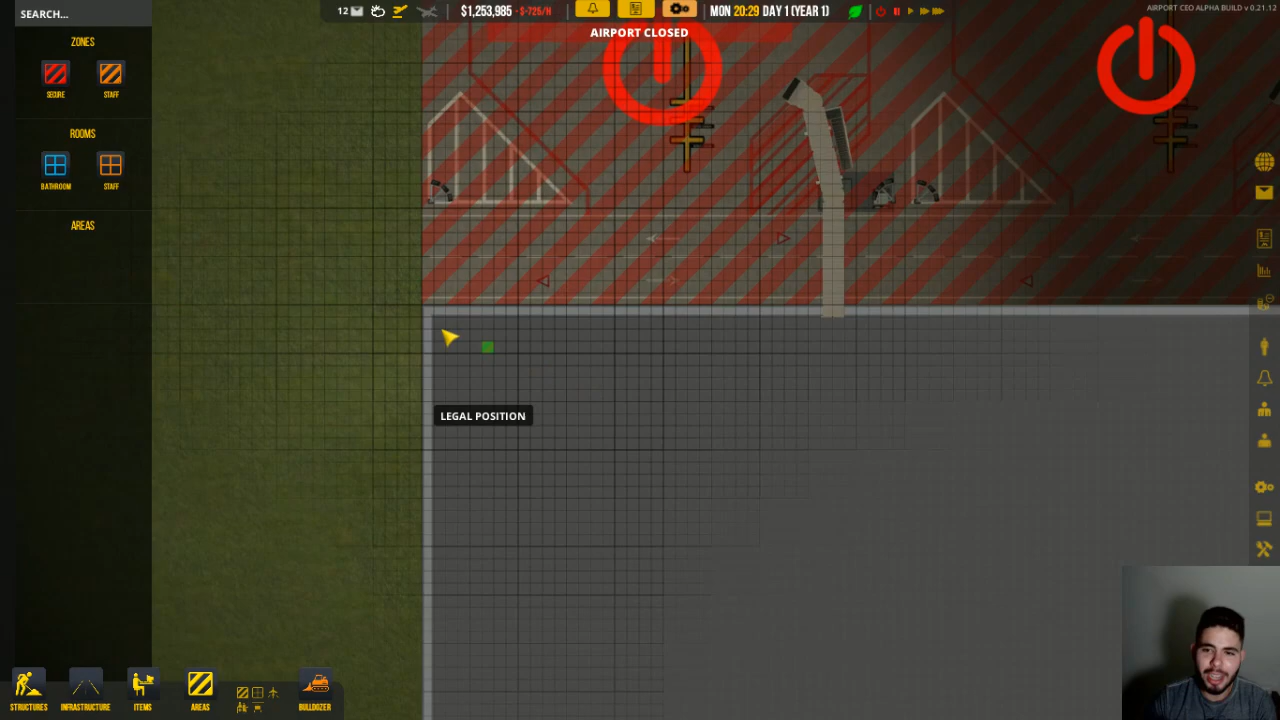 SEARCH...
12
$1,253,985
MON 20:29 DAY 1 (YEAR 1)
AIRPORT CEO ALPHA BUILD v 0.21.12
AIRPORT CLOSED
ZONES
SECURE
STAFF
ROOMS
BATHROOM
STAFF
AREAS
LEGAL POSITION
STRUCTURES
INFRASTRUCTURE
ITEMS
AREAS
BULLDOZER